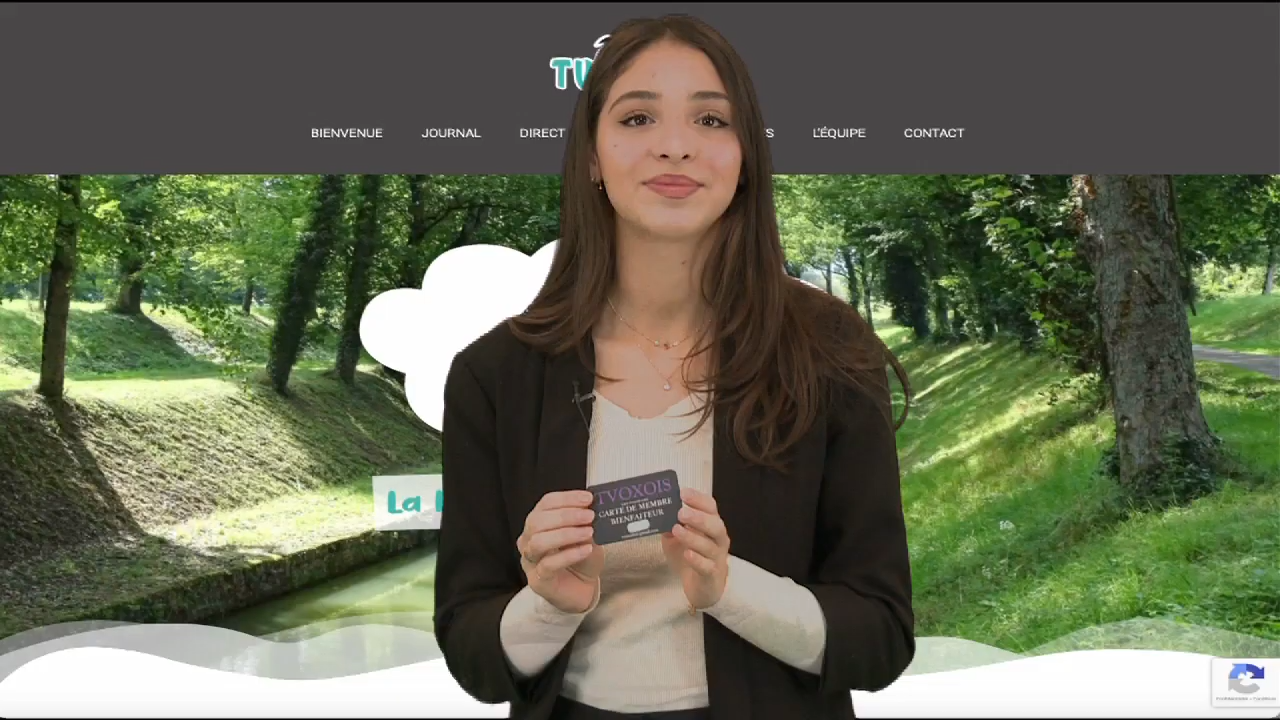 BIENVENUE JOURNAL DIRECT L'ÉQUIPE CONTACT
La
TVOXOIS
CARTE DE MEMBRE
BIENFAITEUR